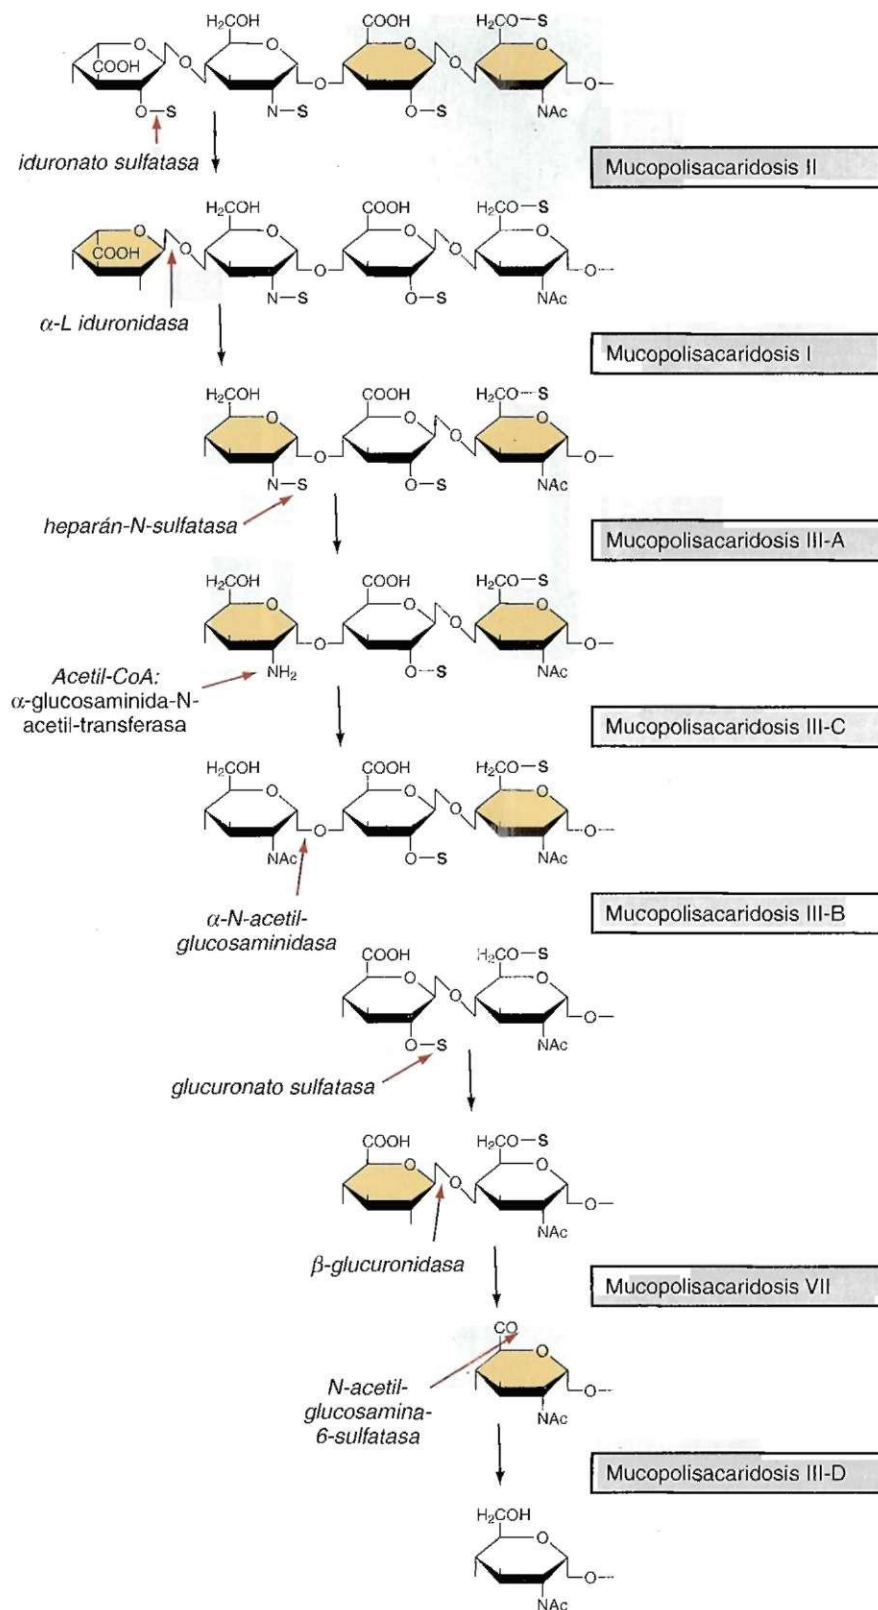 H₂COH COOH H₂CO—S
COOH
O—S N—S O—S NAc
iduronato sulfatasa
Mucopolisacaridosis II
H₂COH COOH H₂CO—S
COOH
N—S O—S NAc
α-L iduronidasa
Mucopolisacaridosis I
H₂COH COOH H₂CO—S
N—S O—S NAc
heparán-N-sulfatasa
Mucopolisacaridosis III-A
H₂COH COOH H₂CO—S
NH₂ O—S NAc
Acetil-CoA:
α-glucosaminida-N-
acetil-transferasa
Mucopolisacaridosis III-C
H₂COH COOH H₂CO—S
NAc O—S NAc
α-N-acetil-
glucosaminidasa
Mucopolisacaridosis III-B
COOH H₂CO—S
O—S NAc
glucuronato sulfatasa
COOH H₂CO—S
NAc
β-glucuronidasa
Mucopolisacaridosis VII
CO
NAc
N-acetil-
glucosamina-
6-sulfatasa
Mucopolisacaridosis III-D
H₂COH
NAc